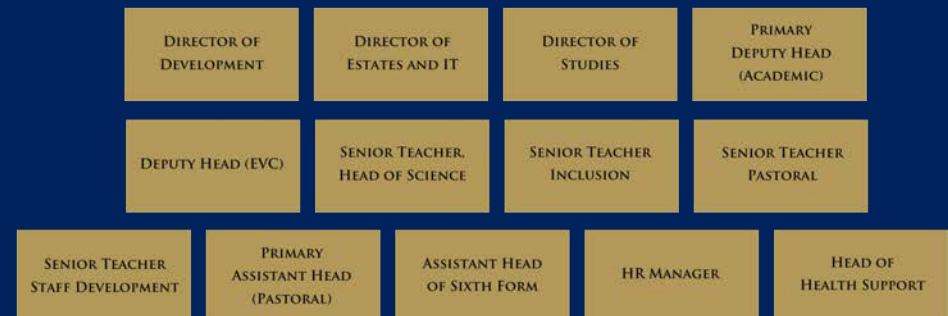 Director of
Development
Director of
Estates and IT
Director of
Studies
Primary
Deputy Head
(Academic)
Deputy Head (EVC)
Senior Teacher,
Head of Science
Senior Teacher
Inclusion
Senior Teacher
Pastoral
Senior Teacher
Staff Development
Primary
Assistant Head
(Pastoral)
Assistant Head
of Sixth Form
HR Manager
Head of
Health Support